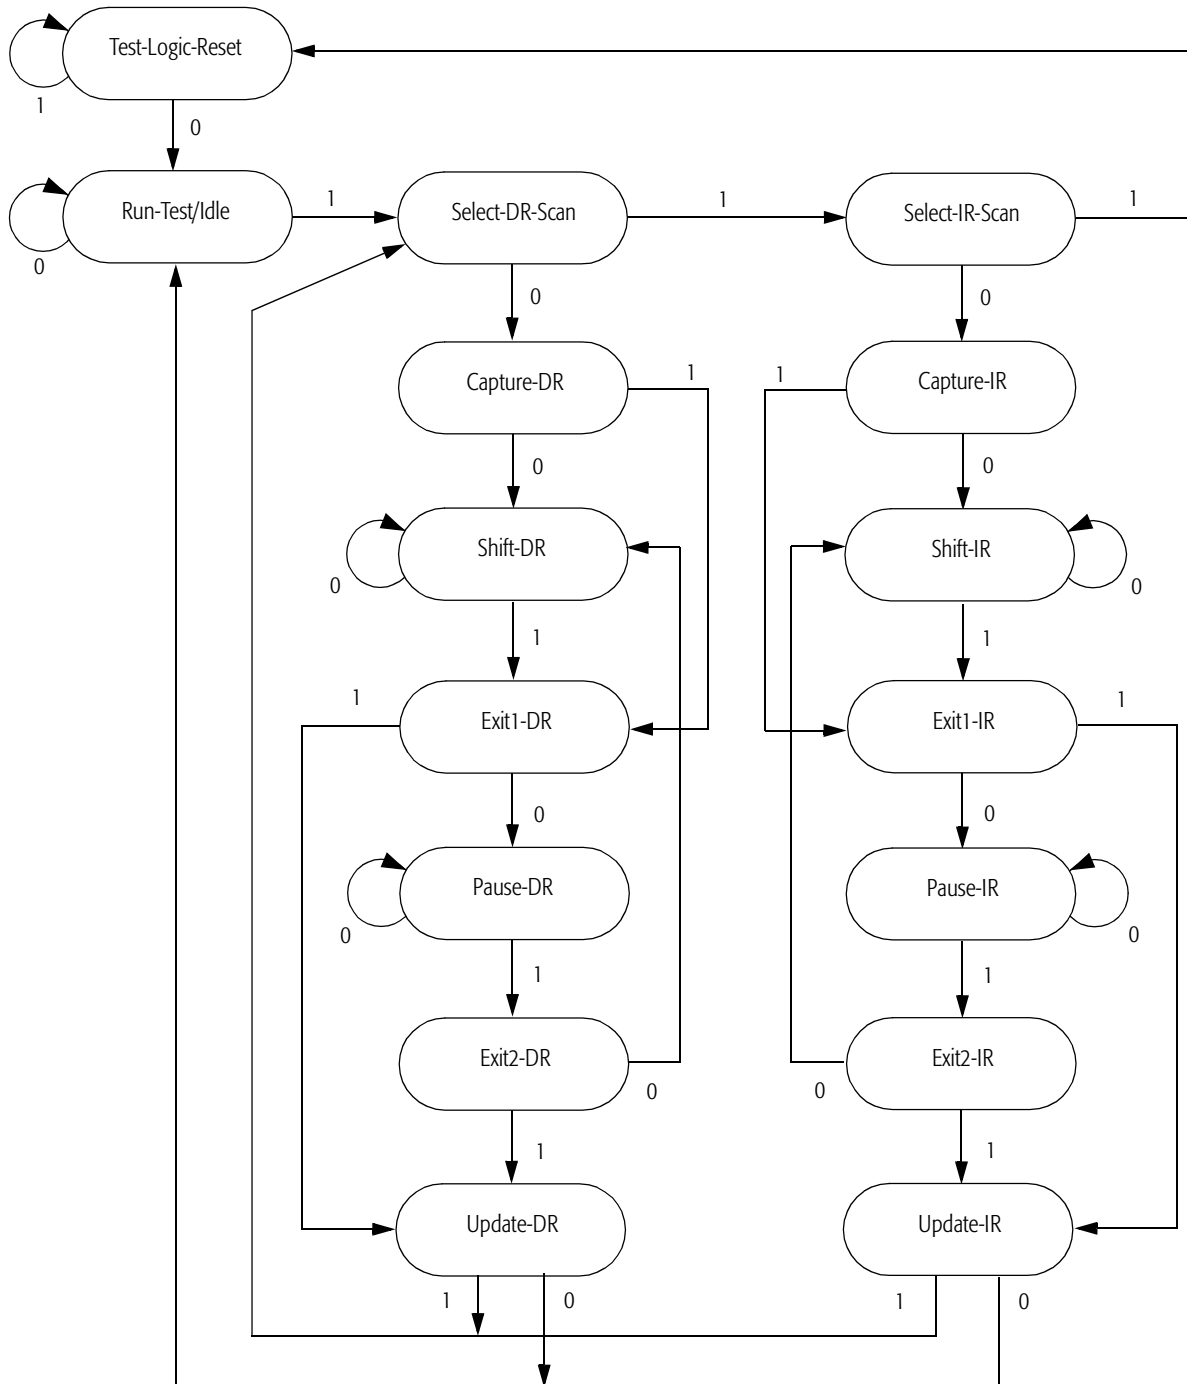 Test-Logic-Reset
1
0
Run-Test/Idle
0
1
Select-DR-Scan
1
Select-IR-Scan
1
0
0
Capture-DR
1
1
Capture-IR
0
0
Shift-DR
0
Shift-IR
0
1
1
1
Exit1-DR
Exit1-IR
1
0
0
Pause-DR
0
Pause-IR
0
1
1
Exit2-DR
0
Exit2-IR
0
1
1
Update-DR
Update-IR
1
0
1
0